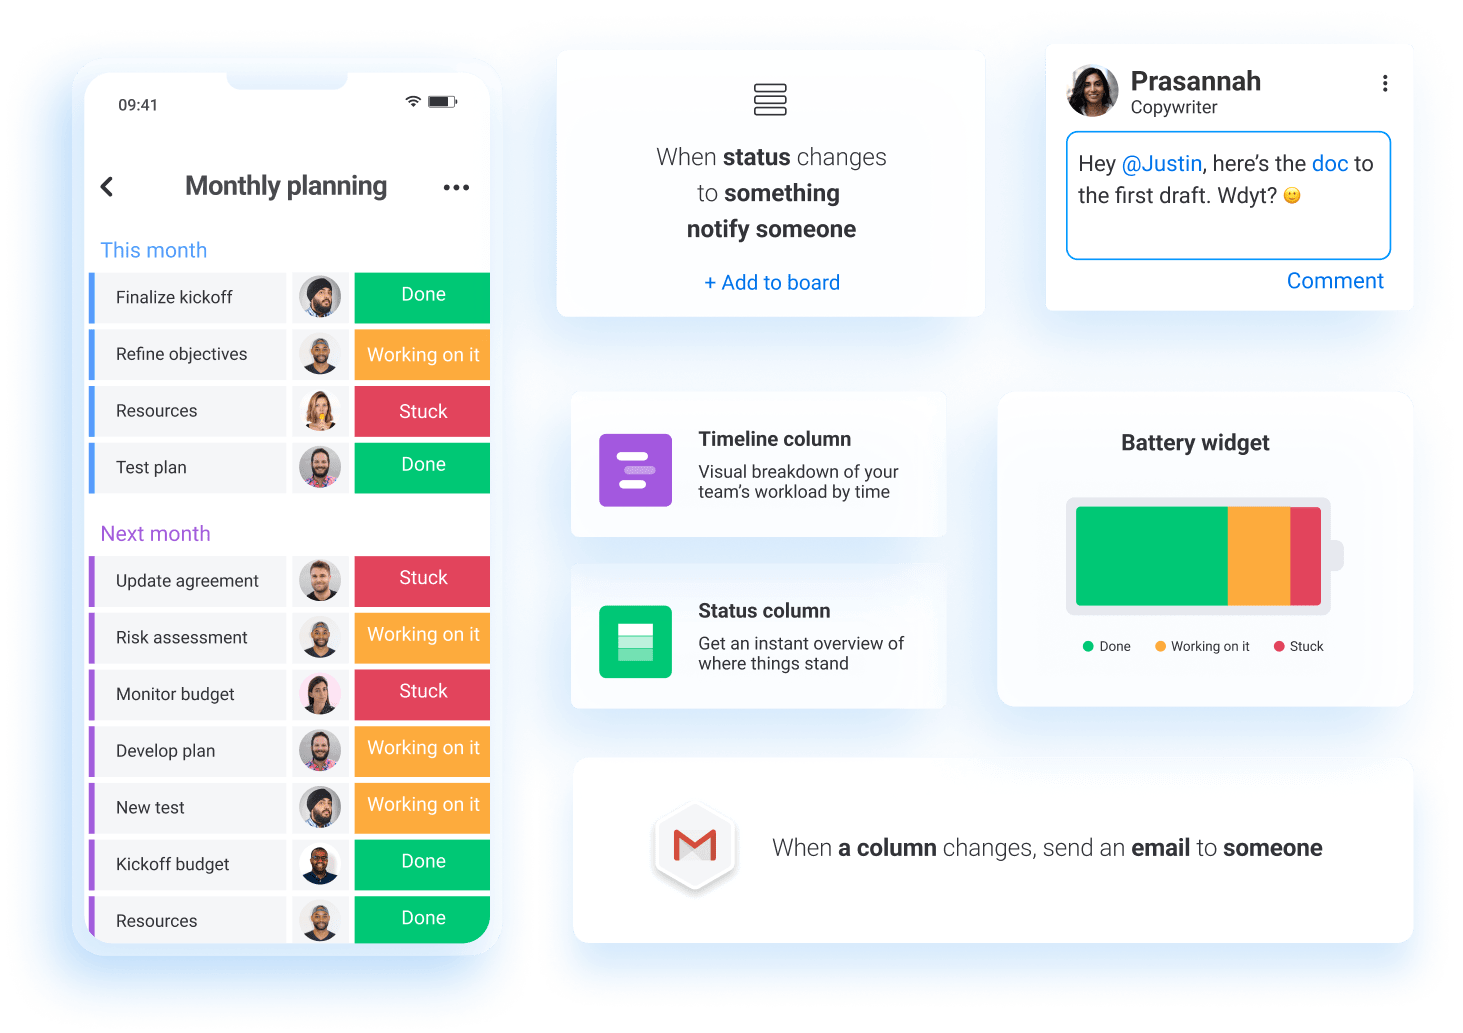 09:41
Monthly planning
This month
Finalize kickoff Done
Refine objectives Working on it
Resources Stuck
Test plan Done
Next month
Update agreement Stuck
Risk assessment Working on it
Monitor budget Stuck
Develop plan Working on it
New test Working on it
Kickoff budget Done
Resources Done
When status changes
to something
notify someone
+ Add to board
Prasannah
Copywriter
Hey @Justin, here’s the doc to
the first draft. Wdyt? 🙂
Comment
Timeline column
Visual breakdown of your
team’s workload by time
Status column
Get an instant overview of
where things stand
Battery widget
Done Working on it Stuck
When a column changes, send an email to someone